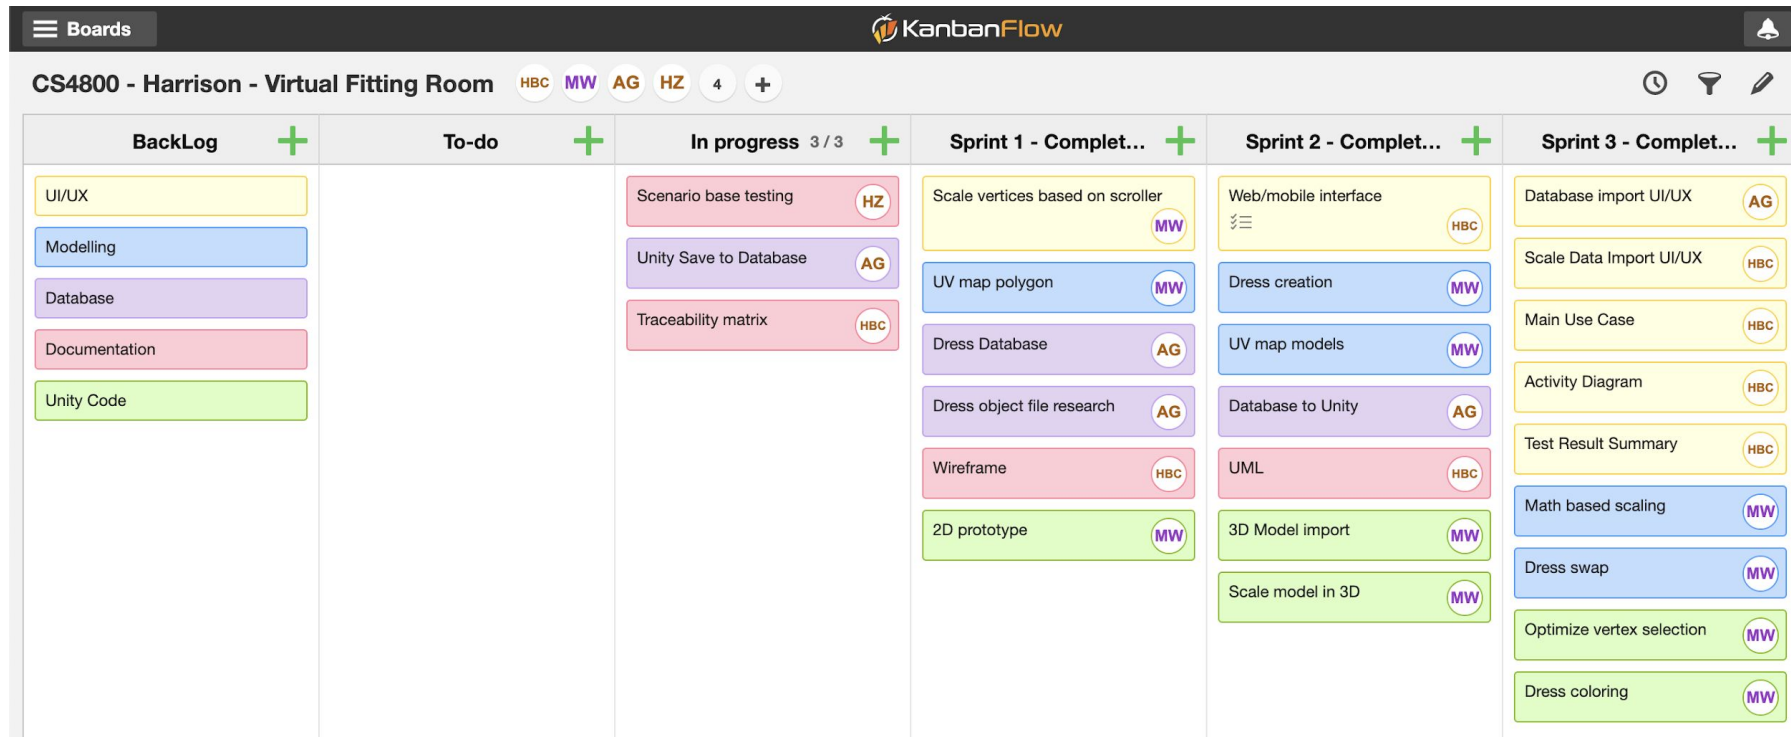 Boards
KanbanFlow
CS4800 - Harrison - Virtual Fitting Room HBC MW AG HZ 4 +
BackLog
UI/UX
Modelling
Database
Documentation
Unity Code
To-do
In progress 3 / 3
Scenario base testing HZ
Unity Save to Database AG
Traceability matrix HBC
Sprint 1 - Complet...
Scale vertices based on scroller
MW
UV map polygon MW
Dress Database AG
Dress object file research AG
Wireframe HBC
2D prototype MW
Sprint 2 - Complet...
Web/mobile interface
HBC
Dress creation MW
UV map models MW
Database to Unity AG
UML HBC
3D Model import MW
Scale model in 3D MW
Sprint 3 - Complet...
Database import UI/UX AG
Scale Data Import UI/UX HBC
Main Use Case HBC
Activity Diagram HBC
Test Result Summary HBC
Math based scaling MW
Dress swap MW
Optimize vertex selection MW
Dress coloring MW